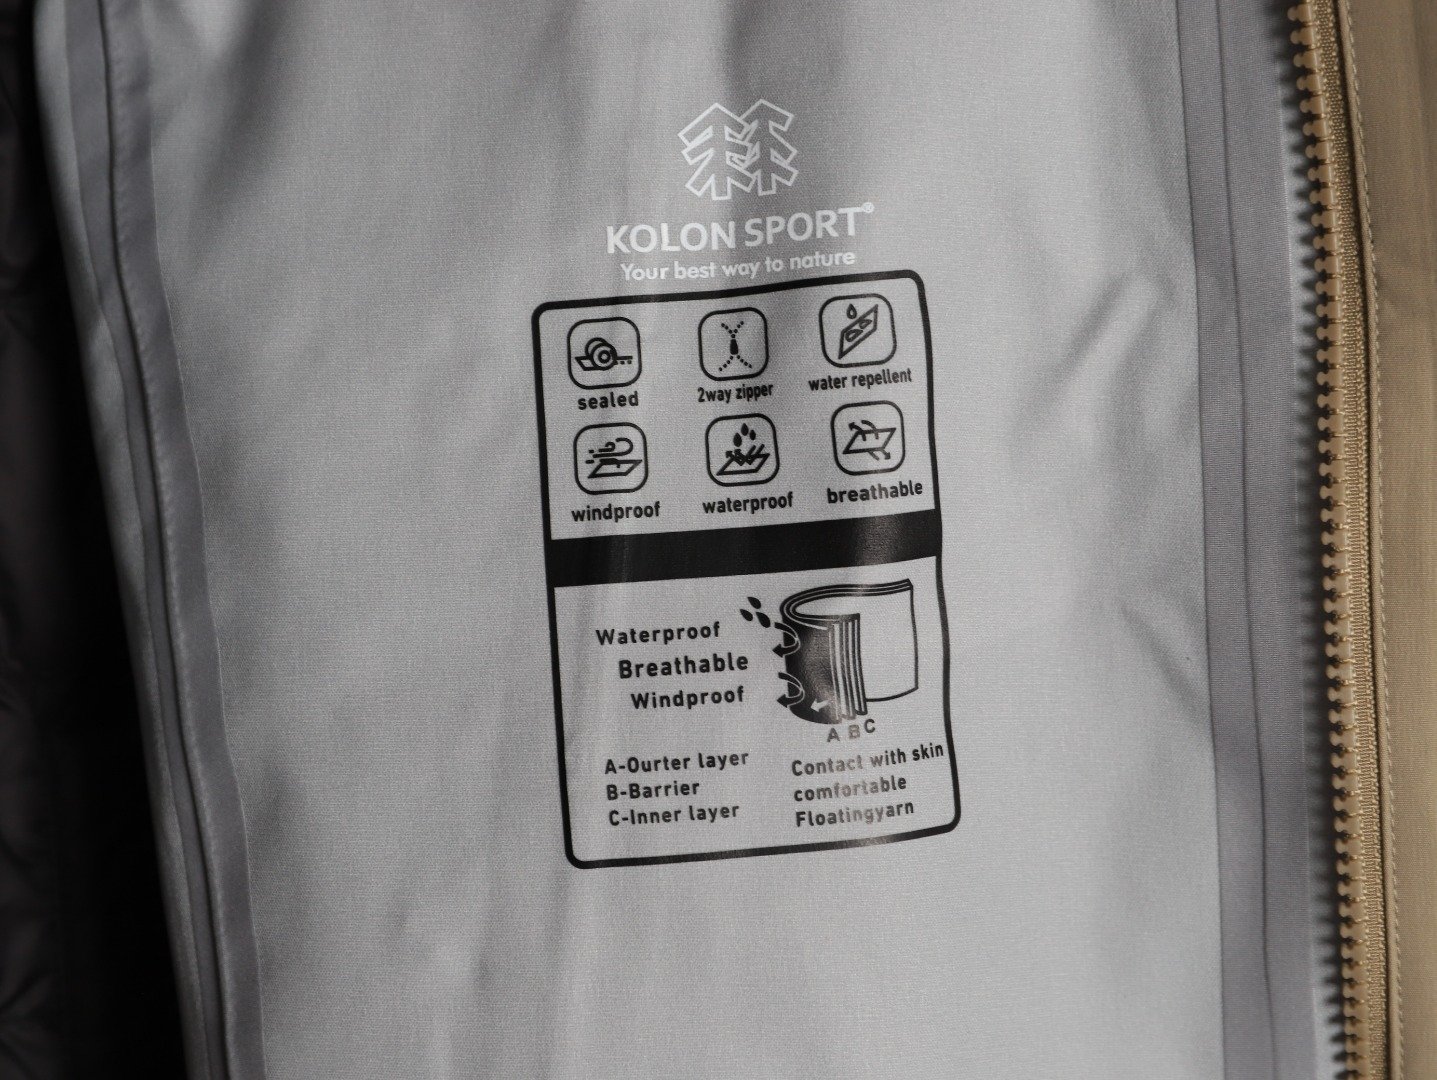 KOLON SPORT®
Your best way to nature
sealed
2way zipper
water repellent
windproof
waterproof
breathable
Waterproof
Breathable
Windproof
A B C
A-Ourter layer
B-Barrier
C-Inner layer
Contact with skin
comfortable
Floatingyarn